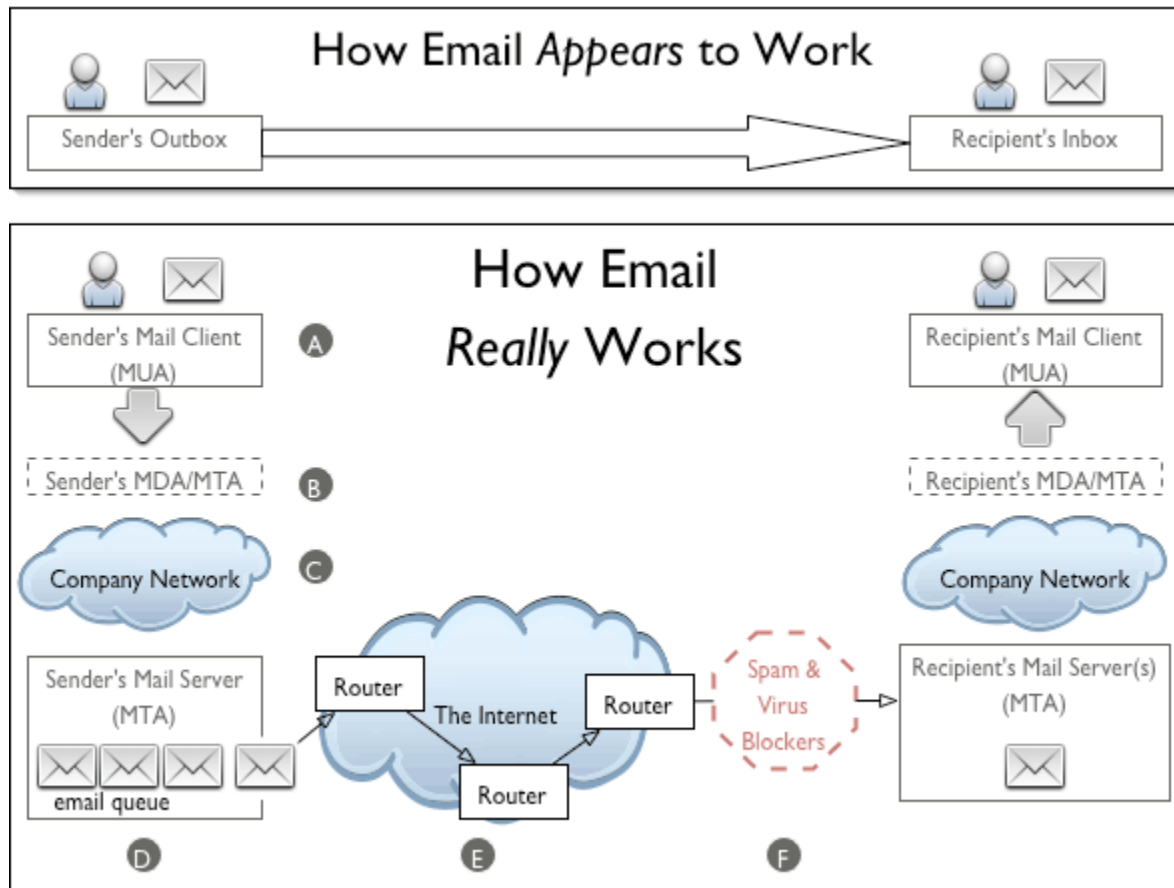 How Email Appears to Work
Sender's Outbox
Recipient's Inbox
How Email
Really Works
Sender's Mail Client
(MUA)
A
Recipient's Mail Client
(MUA)
Sender's MDA/MTA
B
Recipient's MDA/MTA
Company Network
C
Company Network
Sender's Mail Server
(MTA)
email queue
Router
The Internet
Router
Router
Spam &
Virus
Blockers
Recipient's Mail Server(s)
(MTA)
D
E
F